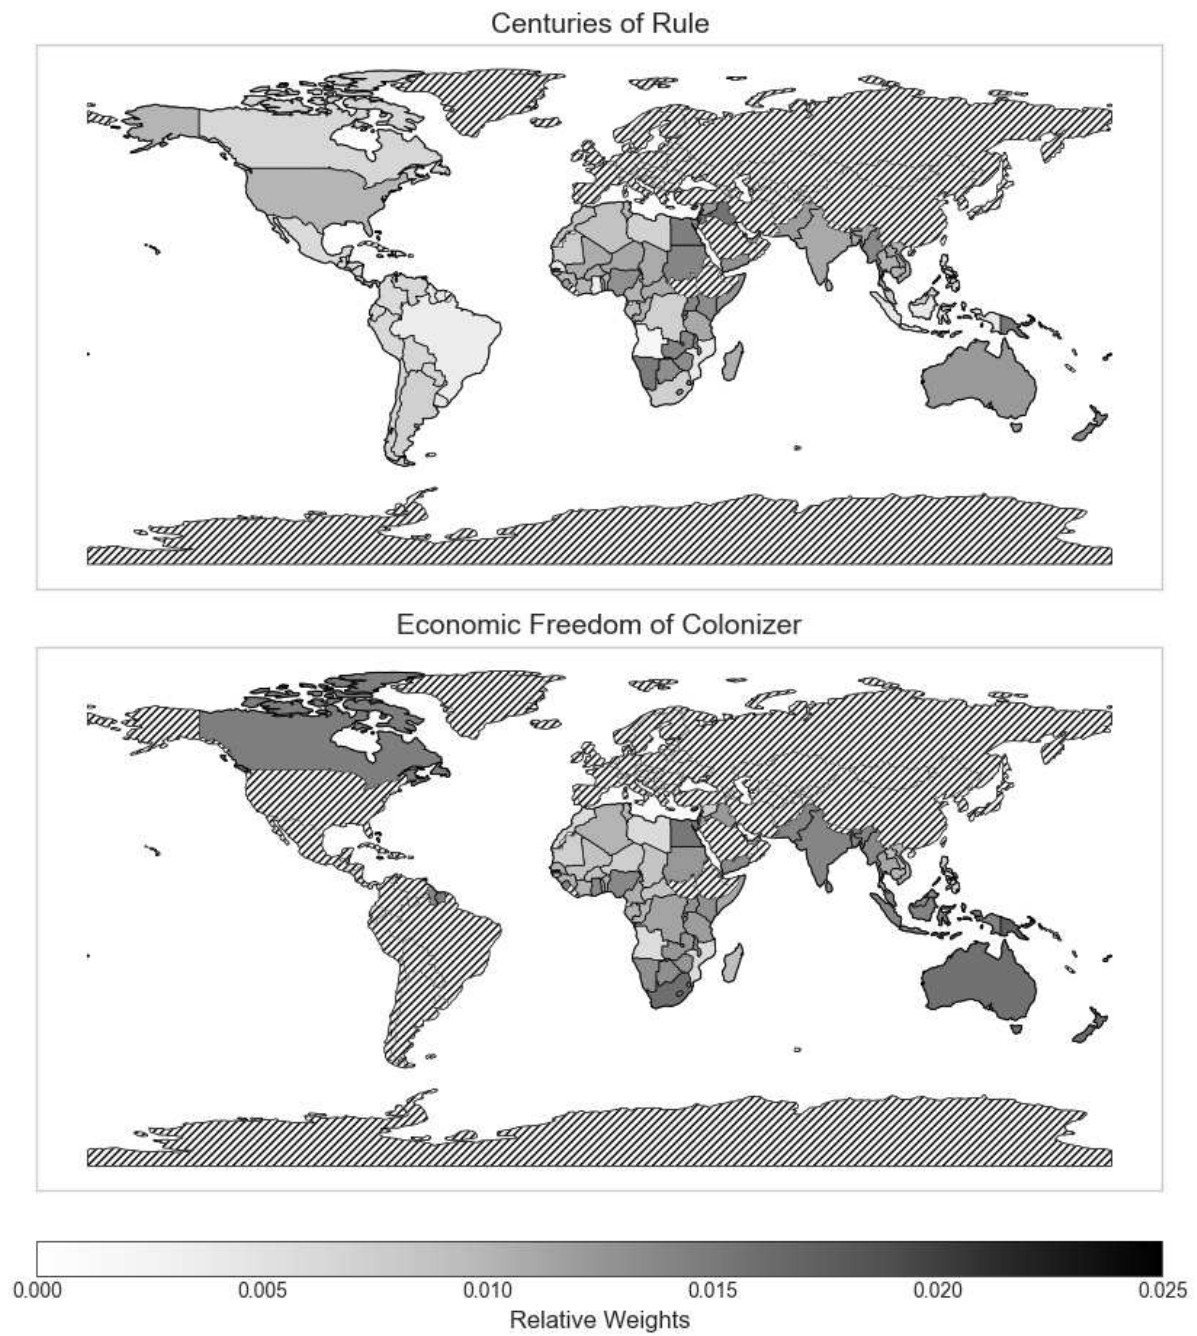 Centuries of Rule
Economic Freedom of Colonizer
0.000 0.005 0.010 0.015 0.020 0.025
Relative Weights